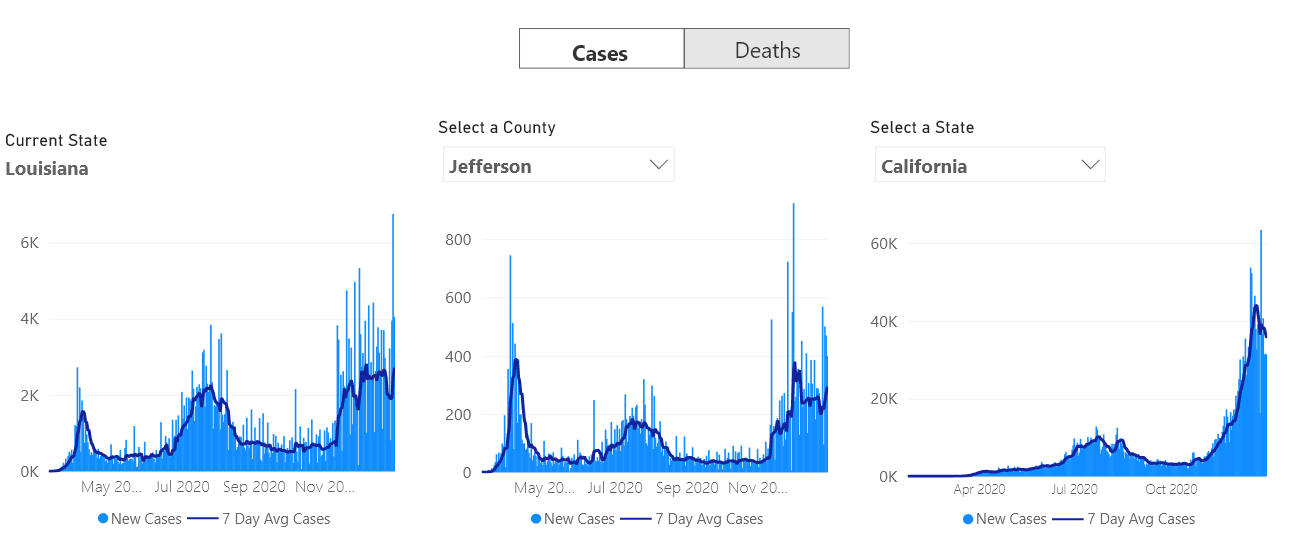 Cases
Deaths
Current State
Louisiana
6K
4K
2K
0K
May 20...
Jul 2020
Sep 2020
Nov 20...
New Cases
7 Day Avg Cases
Select a County
Jefferson
800
600
400
200
0
May 20...
Jul 2020
Sep 2020
Nov 20...
New Cases
7 Day Avg Cases
Select a State
California
60K
40K
20K
0K
Apr 2020
Jul 2020
Oct 2020
New Cases
7 Day Avg Cases